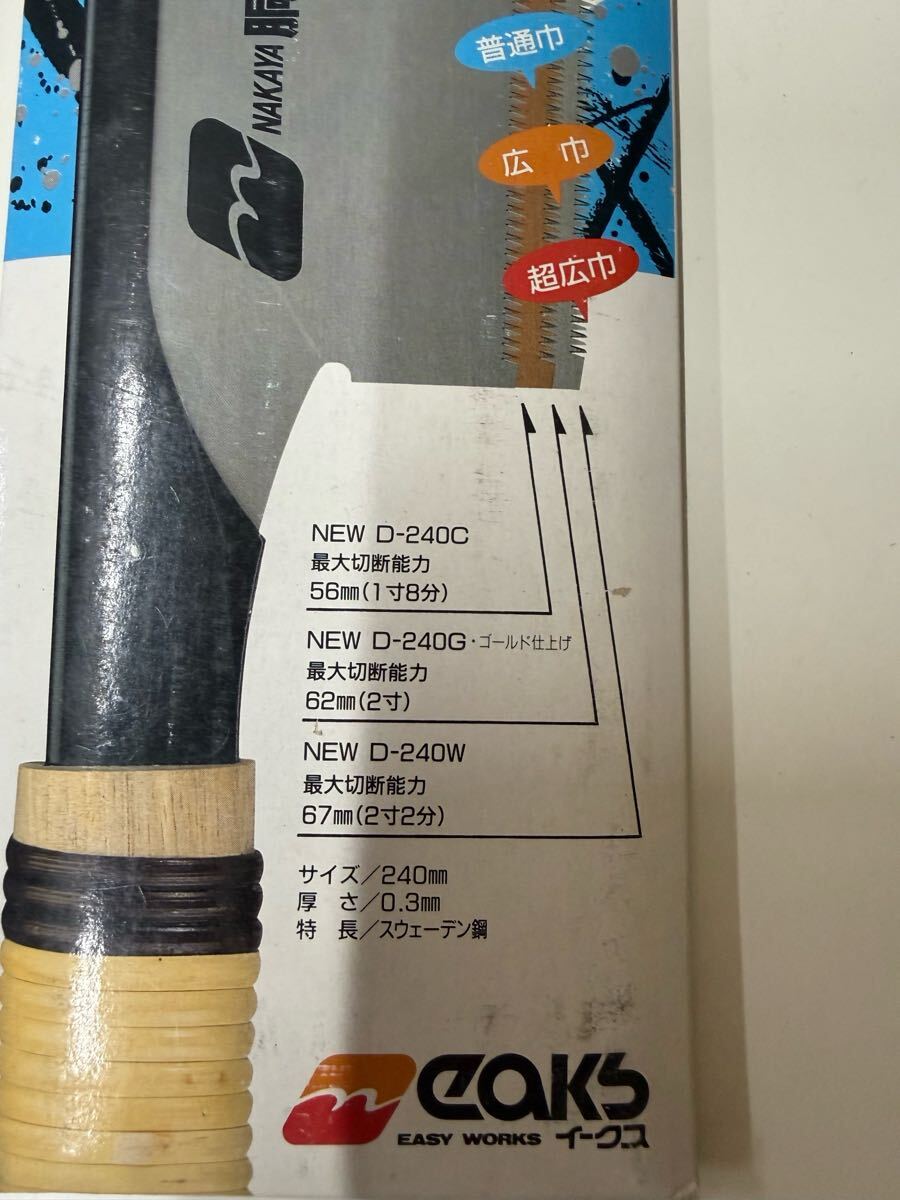 NAKAYA
普通巾
広 巾
超広巾
NEW D-240C
最大切断能力
56mm(1寸8分)
NEW D-240G・ゴールド仕上げ
最大切断能力
62mm(2寸)
NEW D-240W
最大切断能力
67mm(2寸2分)
サイズ/240mm
厚 さ/0.3mm
特 長/スウェーデン鋼
eaks
EASY WORKS イークス